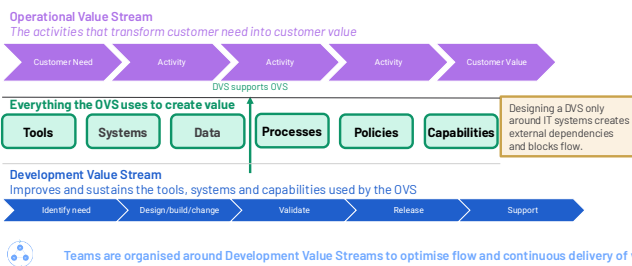 Operational Value Stream
The activities that transform customer need into customer value
Customer Need
Activity
Activity
Activity
Customer Value
DVS supports OVS
Everything the OVS uses to create value
Tools
Systems
Data
Processes
Policies
Capabilities
Designing a DVS only
around IT systems creates
external dependencies
and blocks flow.
Development Value Stream
Improves and sustains the tools, systems and capabilities used by the OVS
Identify need
Design/build/change
Validate
Release
Support
Teams are organised around Development Value Streams to optimise flow and continuous delivery of